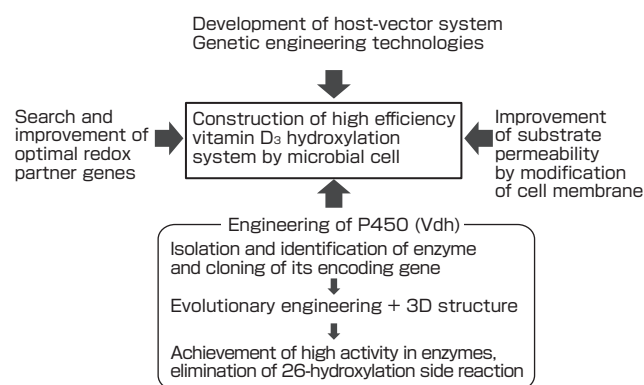 Development of host-vector system
Genetic engineering technologies
Search and
improvement of
optimal redox
partner genes
Construction of high efficiency
vitamin D₃ hydroxylation
system by microbial cell
Improvement
of substrate
permeability
by modification
of cell membrane
Engineering of P450 (Vdh)
Isolation and identification of enzyme
and cloning of its encoding gene
Evolutionary engineering + 3D structure
Achievement of high activity in enzymes,
elimination of 26-hydroxylation side reaction